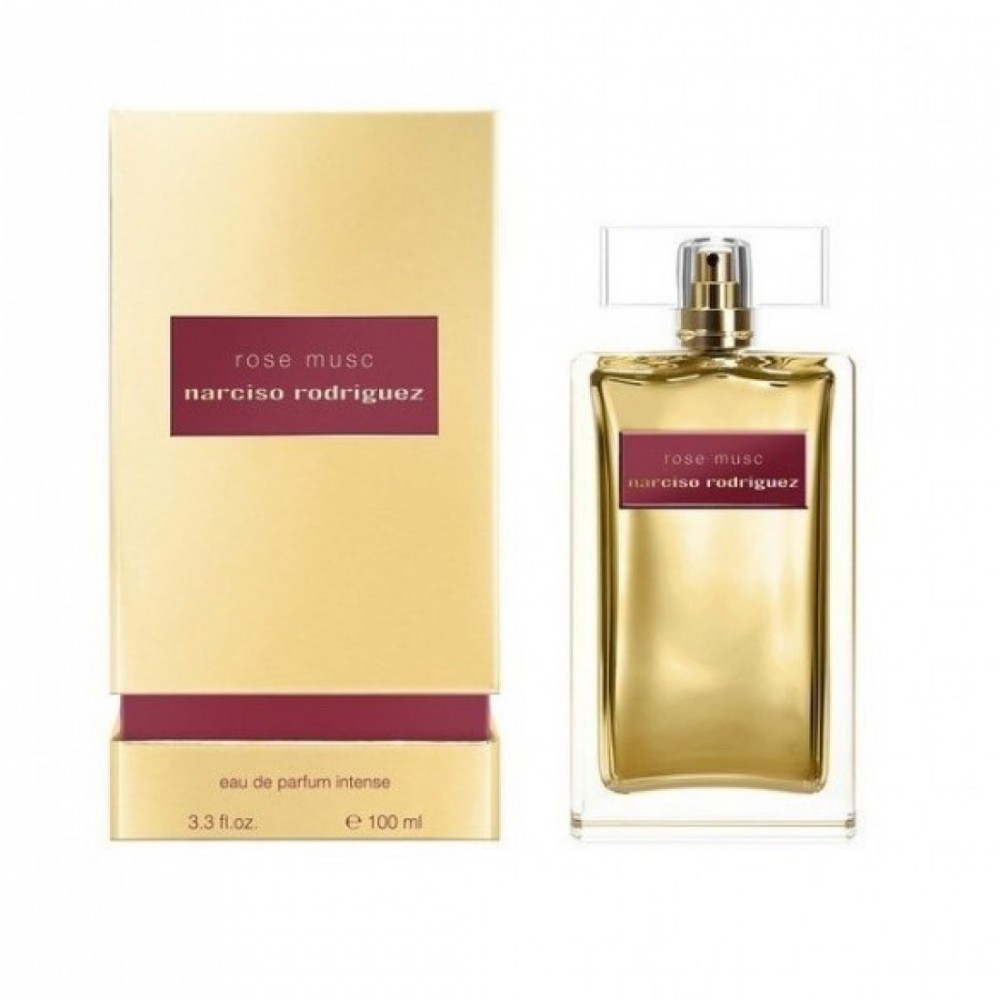 rose musc
narciso rodriguez
eau de parfum intense
3.3 fl.oz. ℮ 100 ml
rose musc
narciso rodriguez